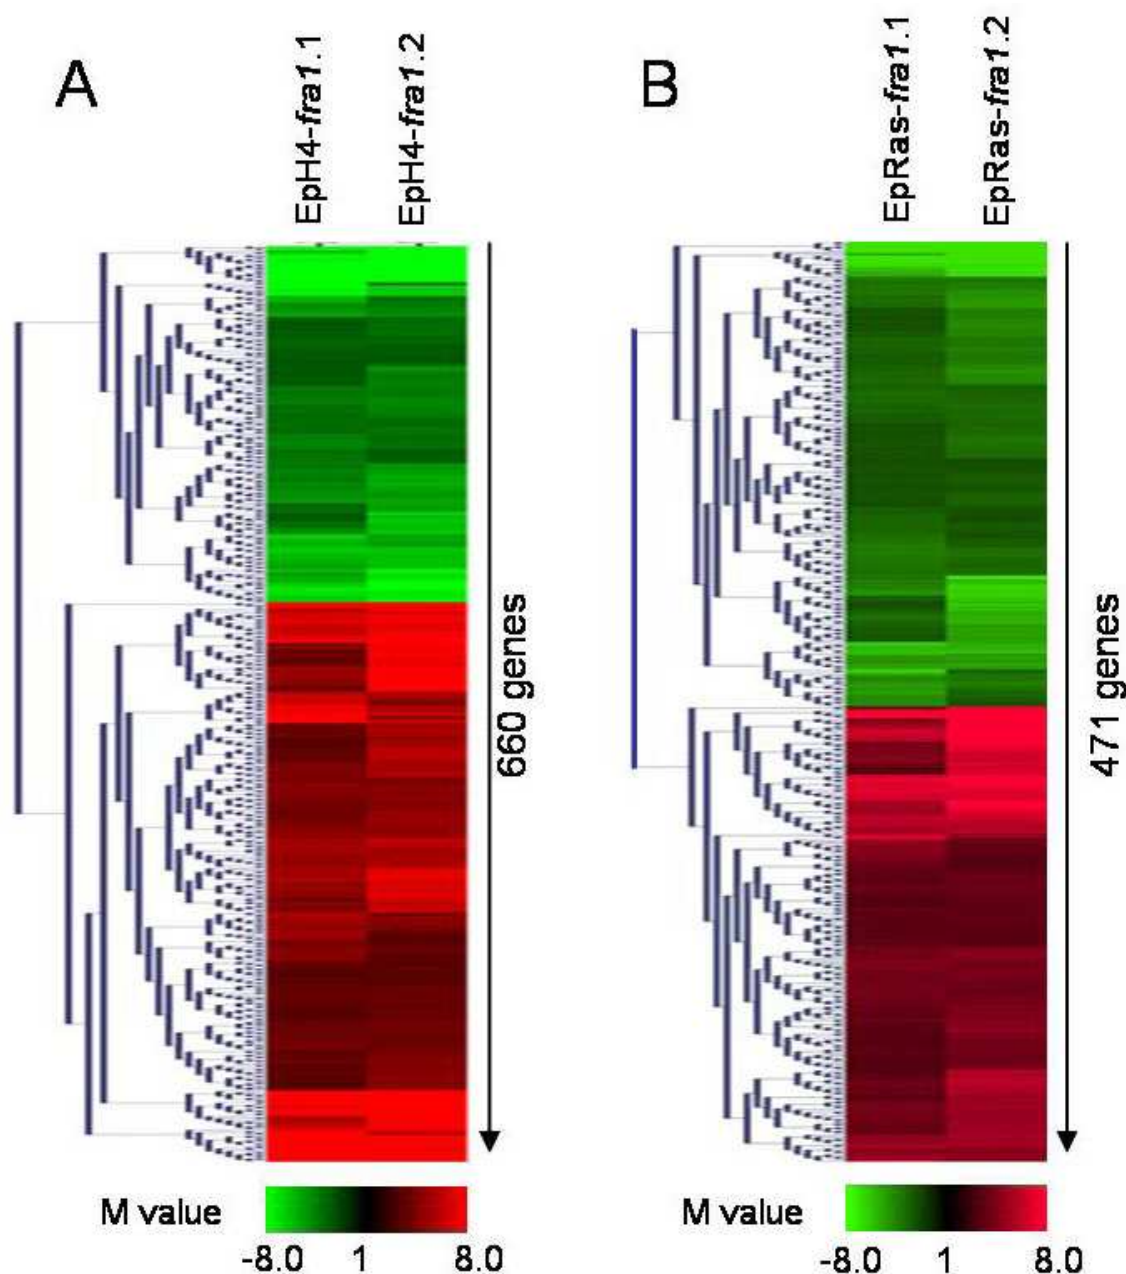 A
EpH4-fra1.1
EpH4-fra1.2
660 genes
M value
-8.0 1 8.0
B
EpRas-fra1.1
EpRas-fra1.2
471 genes
M value
-8.0 1 8.0